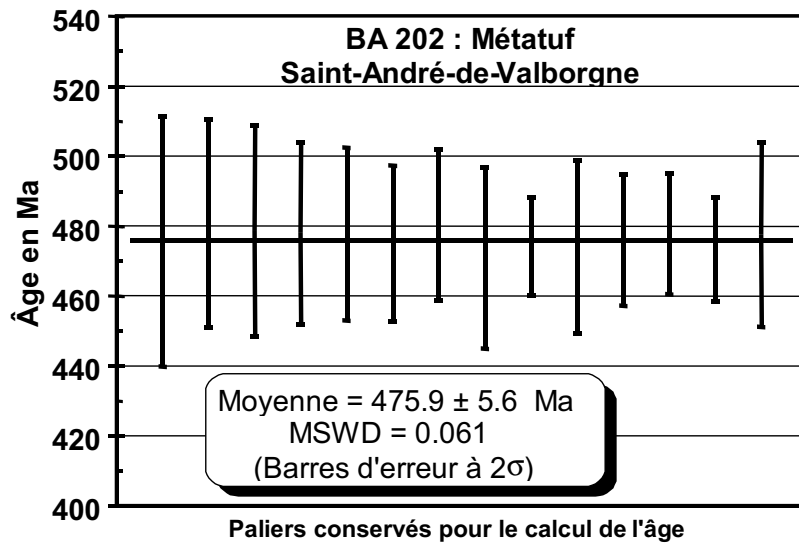 BA 202 : Métatuf
Saint-André-de-Valborgne
540
520
500
480
460
440
420
400
Âge en Ma
Moyenne = 475.9 ± 5.6 Ma
MSWD = 0.061
(Barres d'erreur à 2σ)
Paliers conservés pour le calcul de l'âge